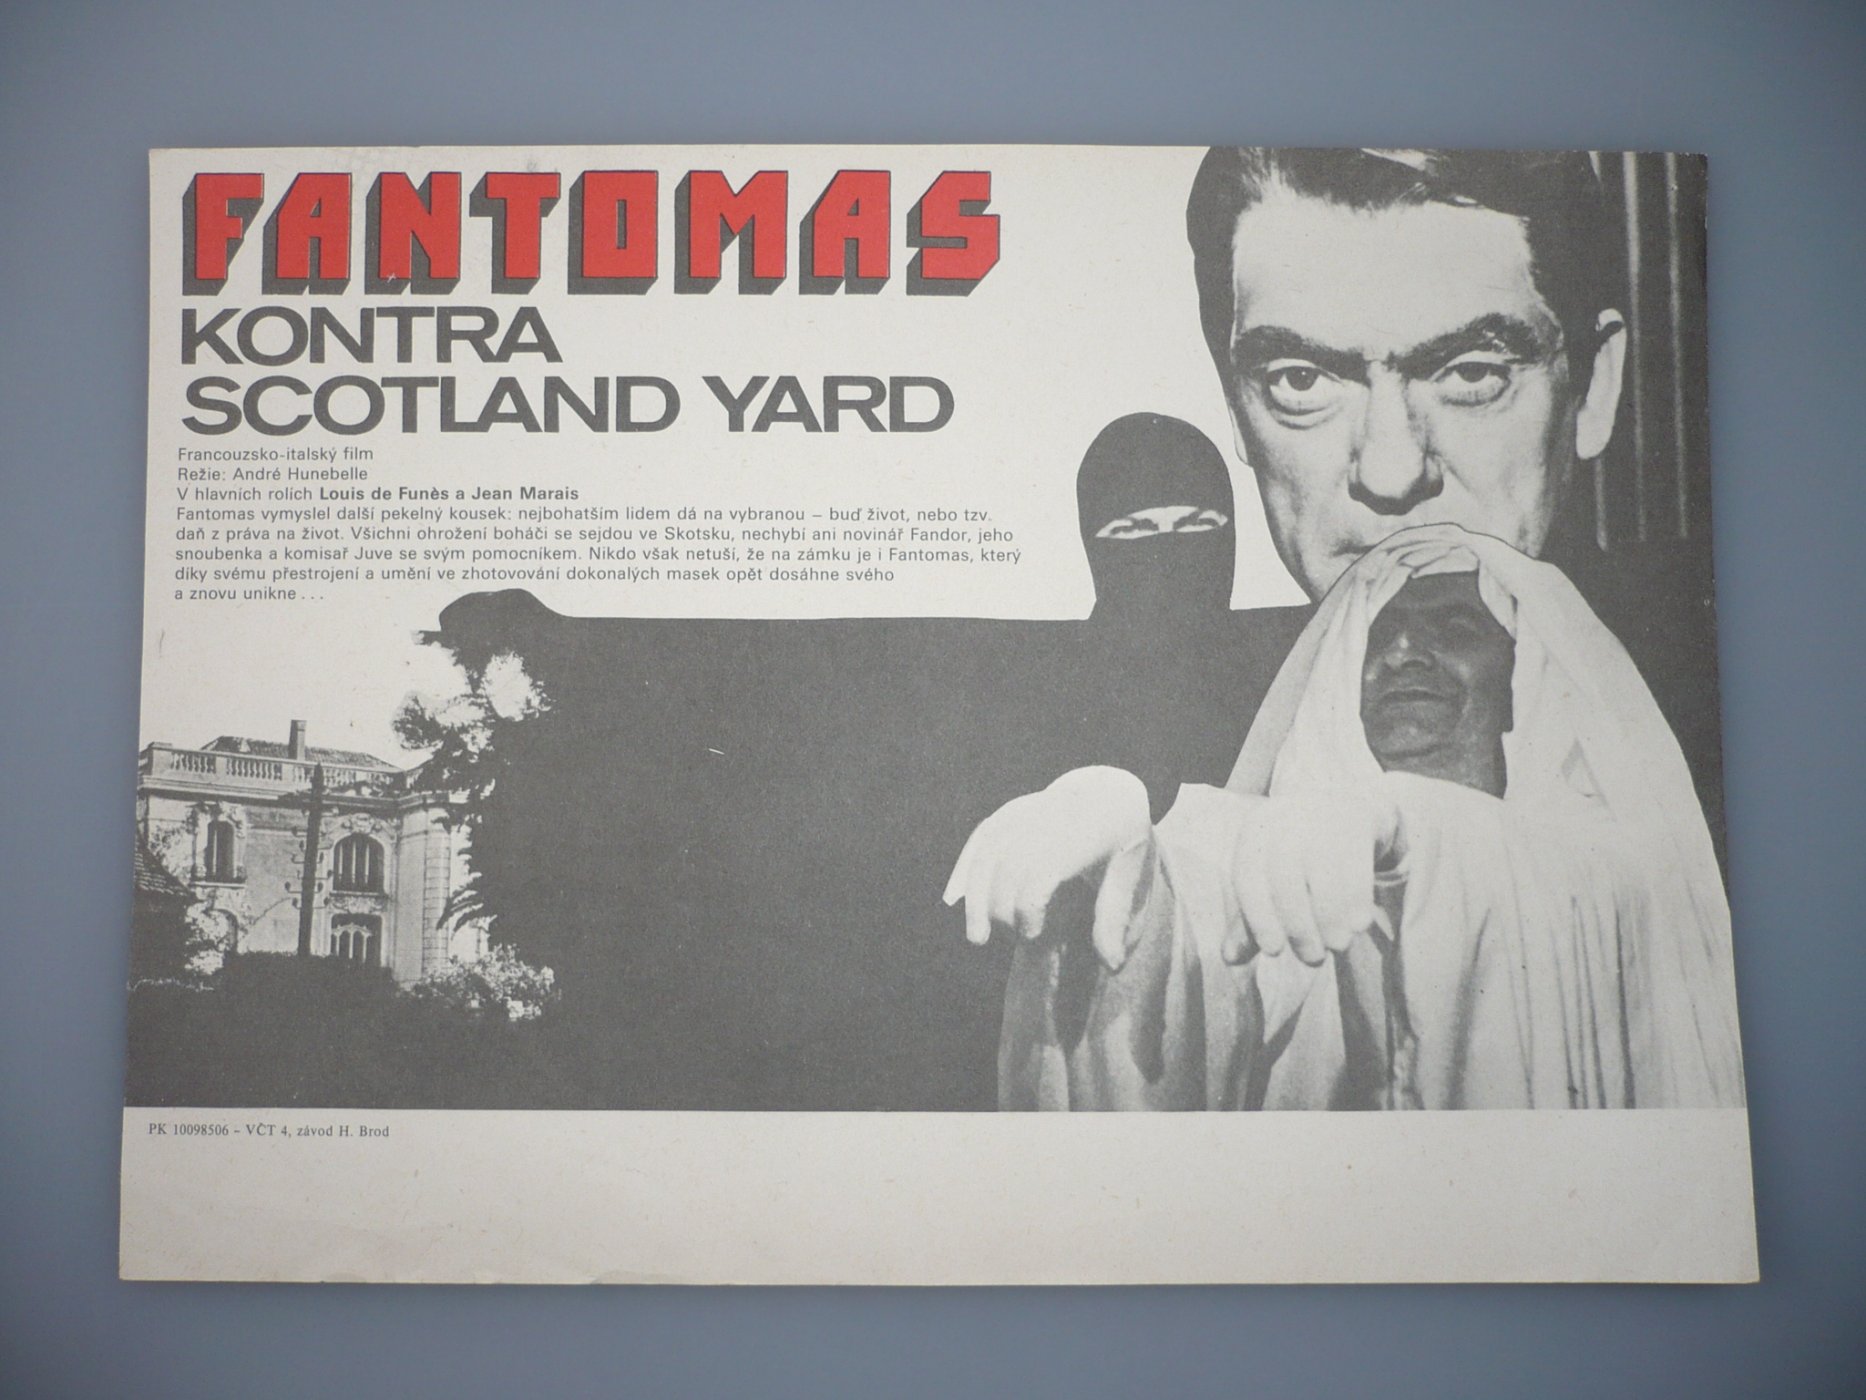 FANTOMAS
KONTRA
SCOTLAND YARD
Francouzsko-italský film
Režie: André Hunebelle
V hlavních rolích Louis de Funès a Jean Marais
Fantomas vymyslel další pekelný kousek: nejbohatším lidem dá na vybranou – buď život, nebo tzv.
daň z práva na život. Všichni ohrožení boháči se sejdou ve Skotsku, nechybí ani novinář Fandor, jeho
snoubenka a komisař Juve se svým pomocníkem. Nikdo však netuší, že na zámku je i Fantomas, který
díky svému přestrojení a umění ve zhotovování dokonalých masek opět dosáhne svého
a znovu unikne...
PK 10098506 – VČT 4, závod H. Brod